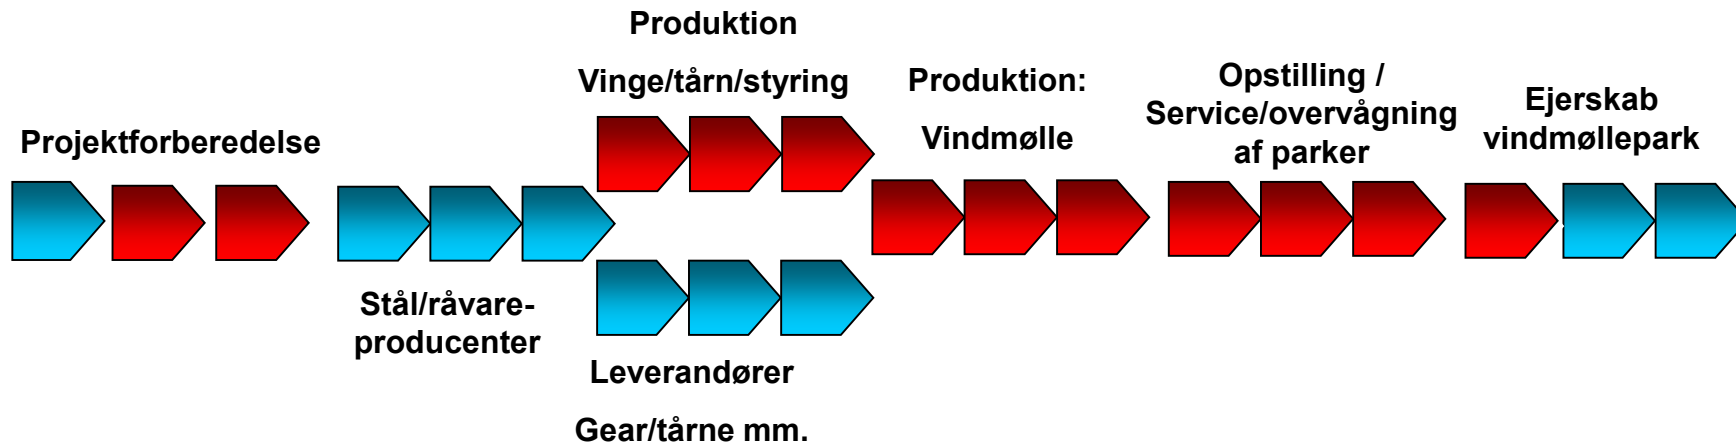 Projektforberedelse
Stål/råvare-
producenter
Produktion
Vinge/tårn/styring
Leverandører
Gear/tårne mm.
Produktion:
Vindmølle
Opstilling /
Service/overvågning
af parker
Ejerskab
vindmøllepark